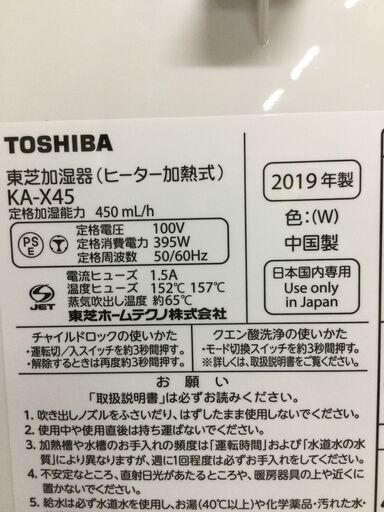 TOSHIBA
東芝加湿器(ヒーター加熱式)
KA-X45
定格加湿能力 450 mL/h
2019 年製
色:(W)
中国製
日本国内専用
Use only
in Japan
PS
E
定格電圧 100V
定格消費電力 395W
定格周波数 50/60Hz
S
JET
電流ヒューズ 1.5A
温度ヒューズ 152℃ 157℃
蒸気吹出し温度 約65℃
東芝ホームテクノ株式会社
チャイルドロックの使いかた
・運転切/入スイッチを約3秒間押す。
・解除するときは再度約3秒間押す。
クエン酸洗浄の使いかた
・モード切換スイッチを約3秒間押す。
※詳しくは、取扱説明書をご覧ください。
お 願 い
「取扱説明書」は必ずお読みください。
1. 吹き出しノズルをふさいだり、はずしたまま使用しないでください。
2. 使用中や使用直後は持ち運ばないでください。
3. 加熱槽や水槽のお手入れの頻度は「運転時間」および「水道水の水
質」により異なりますが、週に1回程度は必ずお手入れしてください。
4. 不安定なところ、直射日光があたるところや、暖房器具の上や近くに
置かないでください。
5. 給水は必ず水道水を使用し、お湯(40℃以上)や化学薬品・汚れた水・